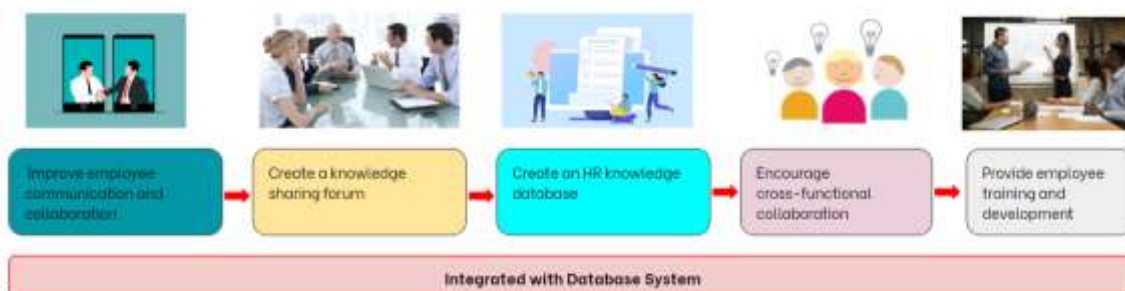 Improve employee
communication and
collaboration
Create a knowledge
sharing forum
Create an HR knowledge
database
Encourage
cross-functional
collaboration
Provide employee
training and
development
Integrated with Database System